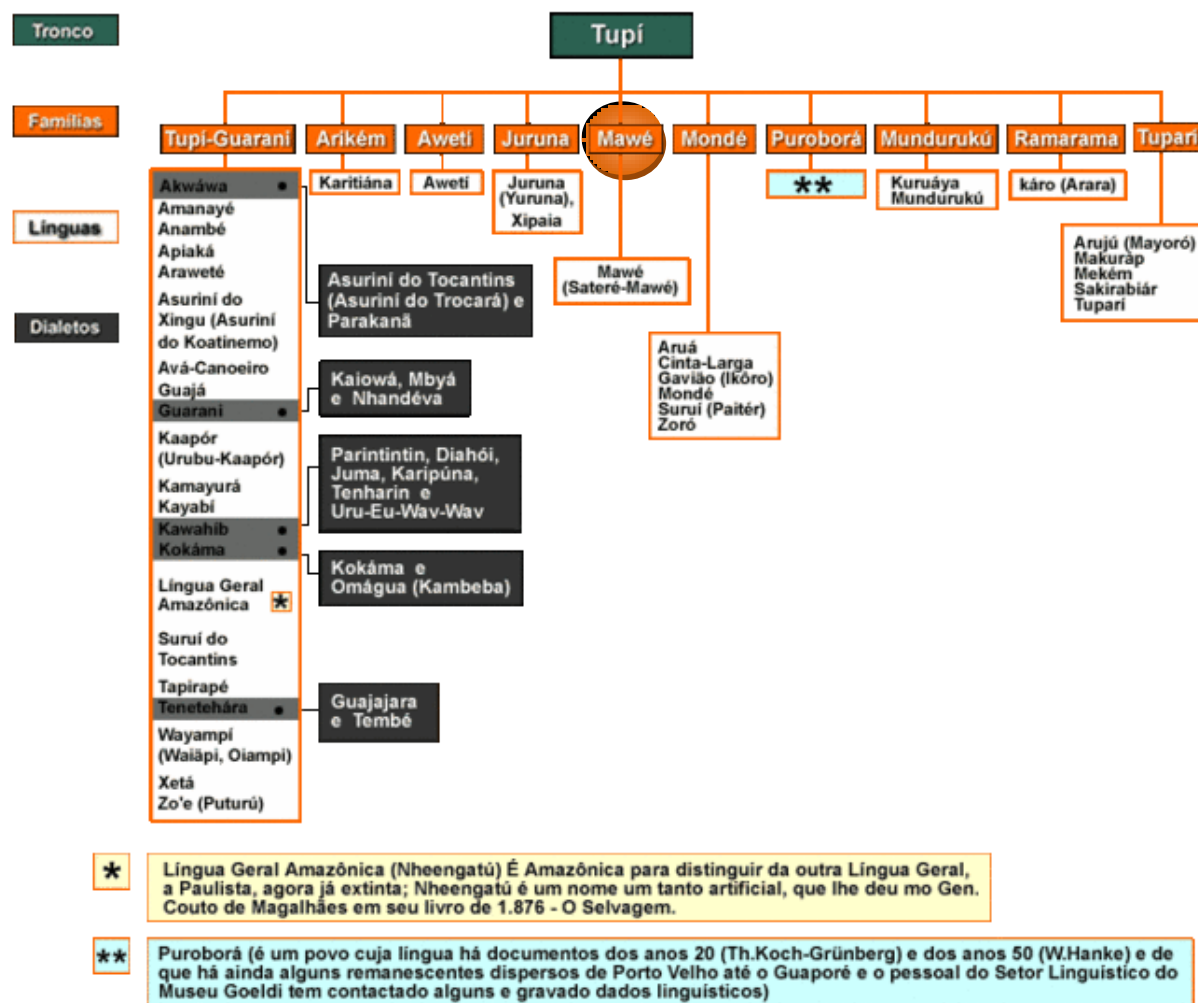 Tronco
Tupí
Famílias
Tupí-Guarani
Arikém
Awetí
Juruna
Mawé
Mondé
Puroborá
Mundurukú
Ramarama
Tuparí
Línguas
Dialetos
Akwáwa
Amanayé
Anambé
Apiaká
Araweté
Asuriní do
Xingu (Asuriní
do Koatinemo)
Avá-Canoeiro
Guajá
Guarani
Kaapór
(Urubu-Kaapór)
Kamayurá
Kayabí
Kawahíb
Kokáma
Língua Geral
Amazônica *
Suruí do
Tocantins
Tapirapé
Tenetehára
Wayampí
(Waiãpi, Oiampi)
Xetá
Zo'e (Puturú)
Asuriní do Tocantins
(Asuriní do Trocará) e
Parakanã
Kaiowá, Mbyá
e Nhandéva
Parintintin, Diahói,
Juma, Karipúna,
Tenharin e
Uru-Eu-Wav-Wav
Kokáma e
Omágua (Kambeba)
Guajajara
e Tembé
Karitiána
Awetí
Juruna
(Yuruna),
Xipaia
Mawé
(Sateré-Mawé)
Aruá
Cinta-Larga
Gavião (Ikôro)
Mondé
Suruí (Paitér)
Zoró
**
Kuruáya
Mundurukú
káro (Arara)
Arujú (Mayoró)
Makuráp
Mekém
Sakirabiár
Tuparí
* Língua Geral Amazônica (Nheengatú) É Amazônica para distinguir da outra Língua Geral,
a Paulista, agora já extinta; Nheengatú é um nome um tanto artificial, que lhe deu mo Gen.
Couto de Magalhães em seu livro de 1.876 - O Selvagem.
** Puroborá (é um povo cuja língua há documentos dos anos 20 (Th.Koch-Grünberg) e dos anos 50 (W.Hanke) e de
que há ainda alguns remanescentes dispersos de Porto Velho até o Guaporé e o pessoal do Setor Linguístico do
Museu Goeldi tem contactado alguns e gravado dados linguísticos)